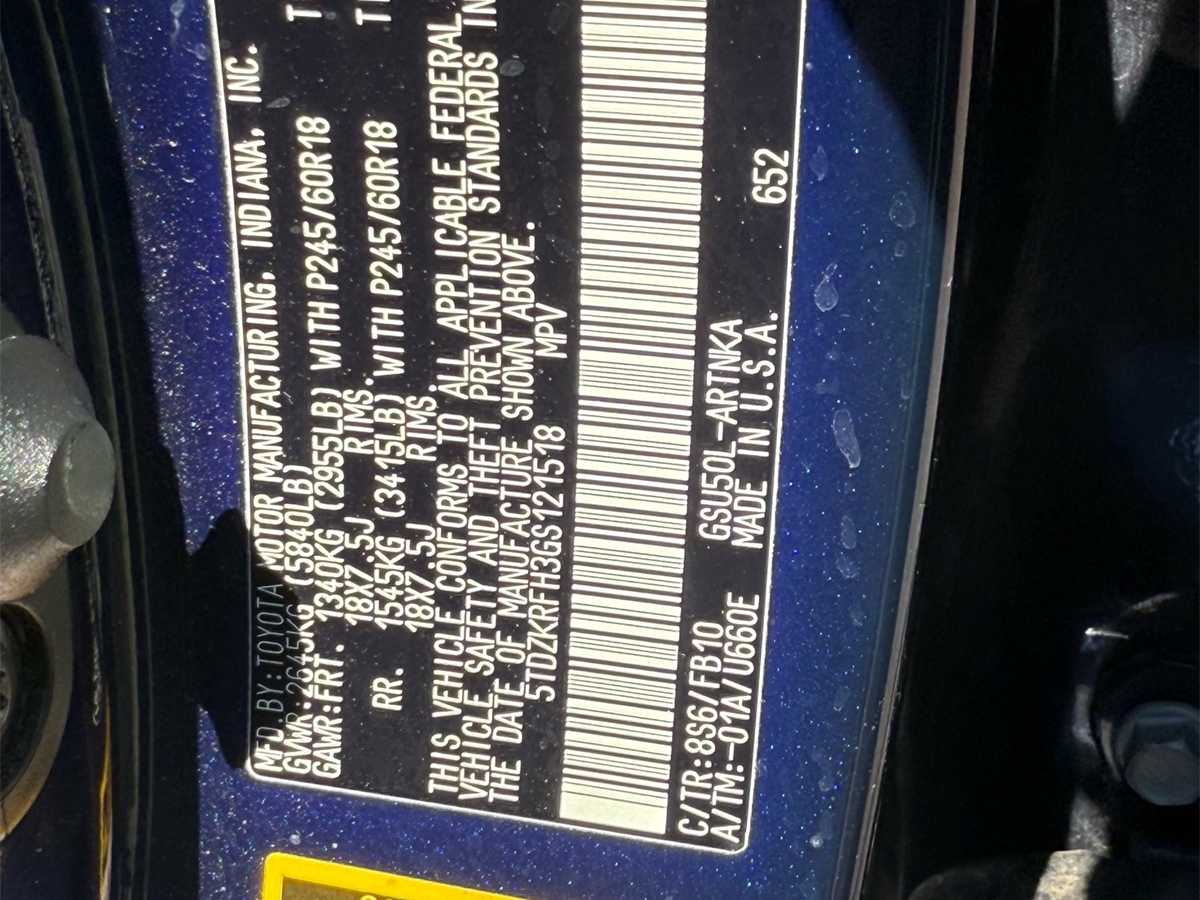 MFD.BY:TOYOTA MOTOR MANUFACTURING, INDIANA, INC.
GVWR:2645KG (5840LB)
GAWR:FRT. 1340KG (2955LB) WITH P245/60R18
18X7.5J RIMS.
RR. 1545KG (3415LB) WITH P245/60R18
18X7.5J RIMS.
THIS VEHICLE CONFORMS TO ALL APPLICABLE FEDERAL
VEHICLE SAFETY AND THEFT PREVENTION STANDARDS IN
THE DATE OF MANUFACTURE SHOWN ABOVE.
5TDZKRFH3GS121518 MPV
C/TR:8S6/FB10 GSU50L-ARTNKA 652
A/TM:-01A/U660E MADE IN U.S.A.